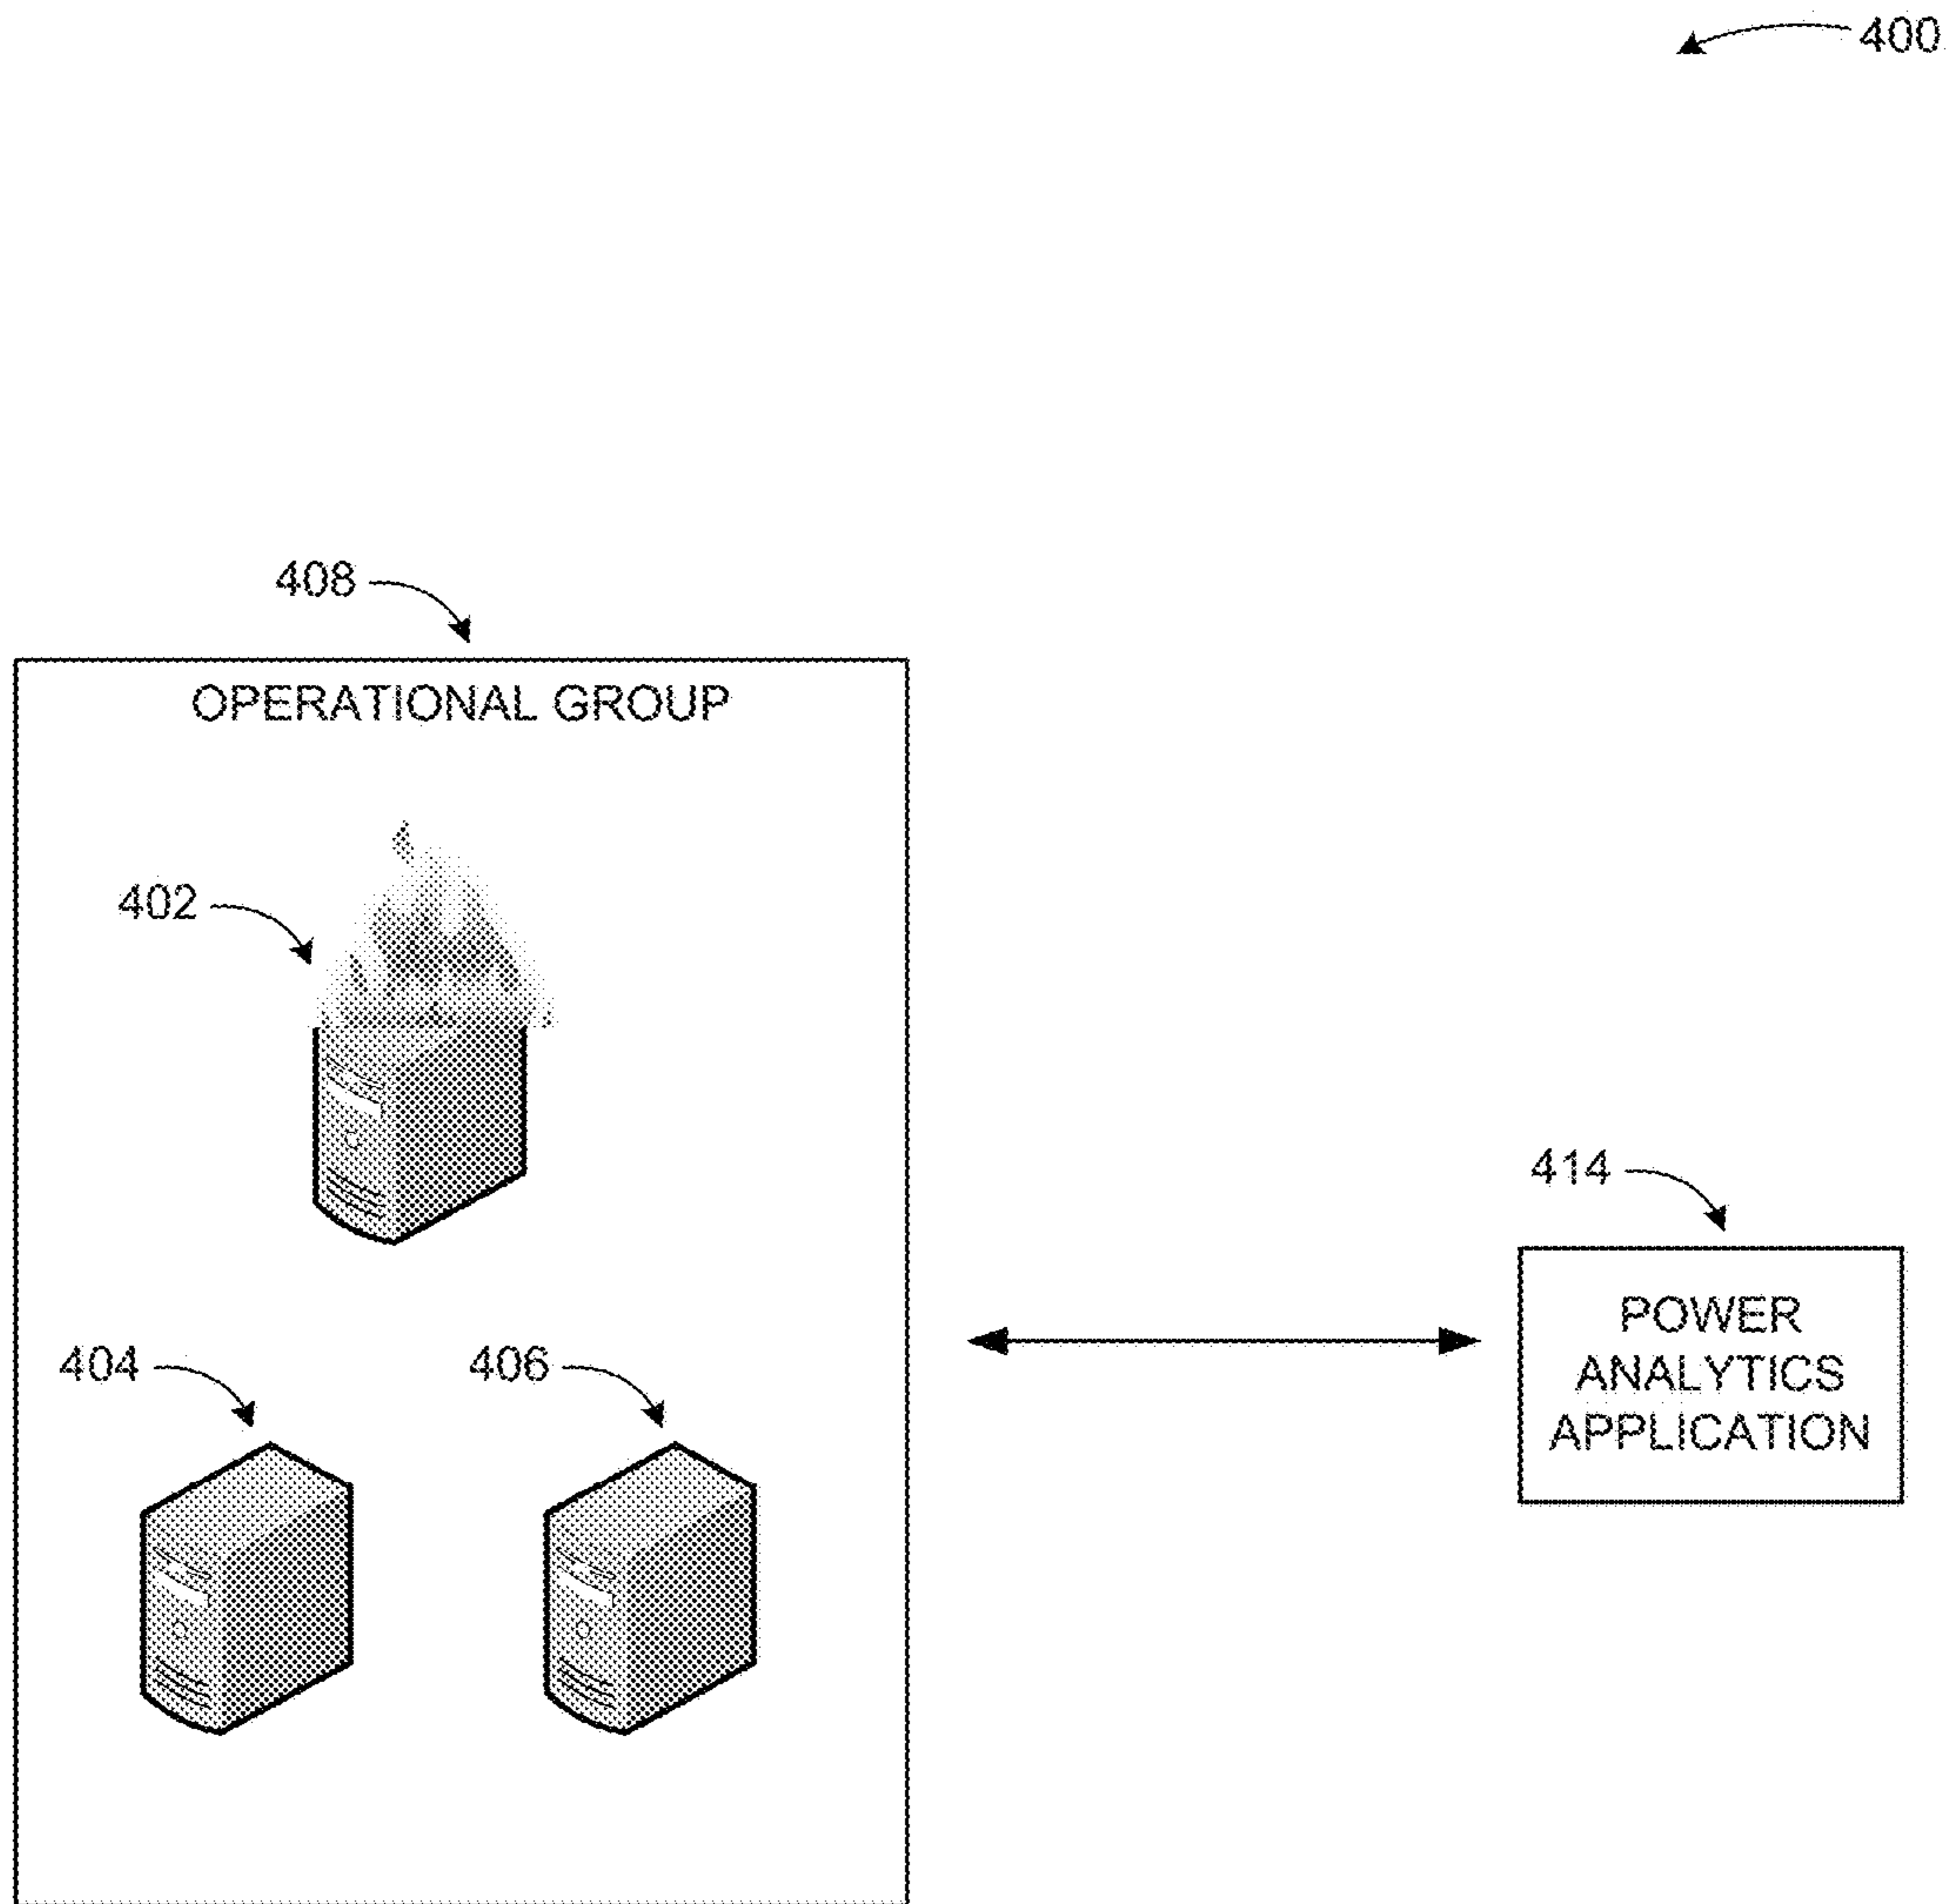 400
408
OPERATIONAL GROUP
402
414
POWER
ANALYTICS
APPLICATION
404
406